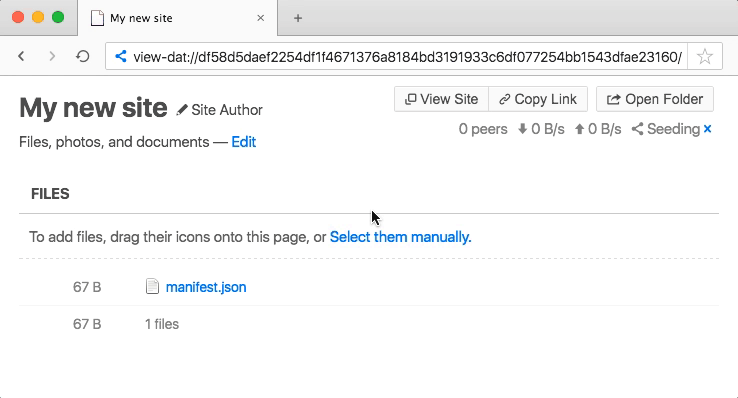 My new site
view-dat://df58d5daef2254df1f4671376a8184bd3191933c6df077254bb1543dfae23160/
My new site Site Author
View Site Copy Link Open Folder
0 peers 0 B/s 0 B/s Seeding
Files, photos, and documents — Edit
FILES
To add files, drag their icons onto this page, or Select them manually.
67 B manifest.json
67 B 1 files